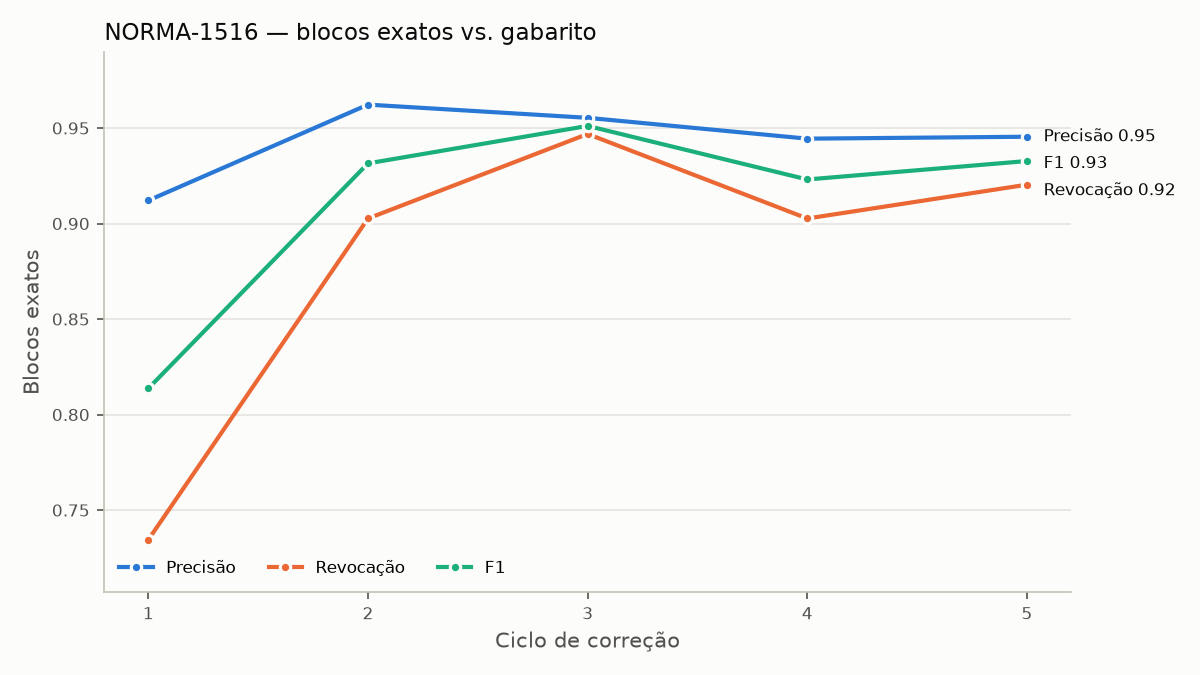 NORMA-1516 — blocos exatos vs. gabarito
Blocos exatos
0.95
0.90
0.85
0.80
0.75
Precisão 0.95
F1 0.93
Revocação 0.92
Precisão Revocação F1
1 2 3 4 5
Ciclo de correção